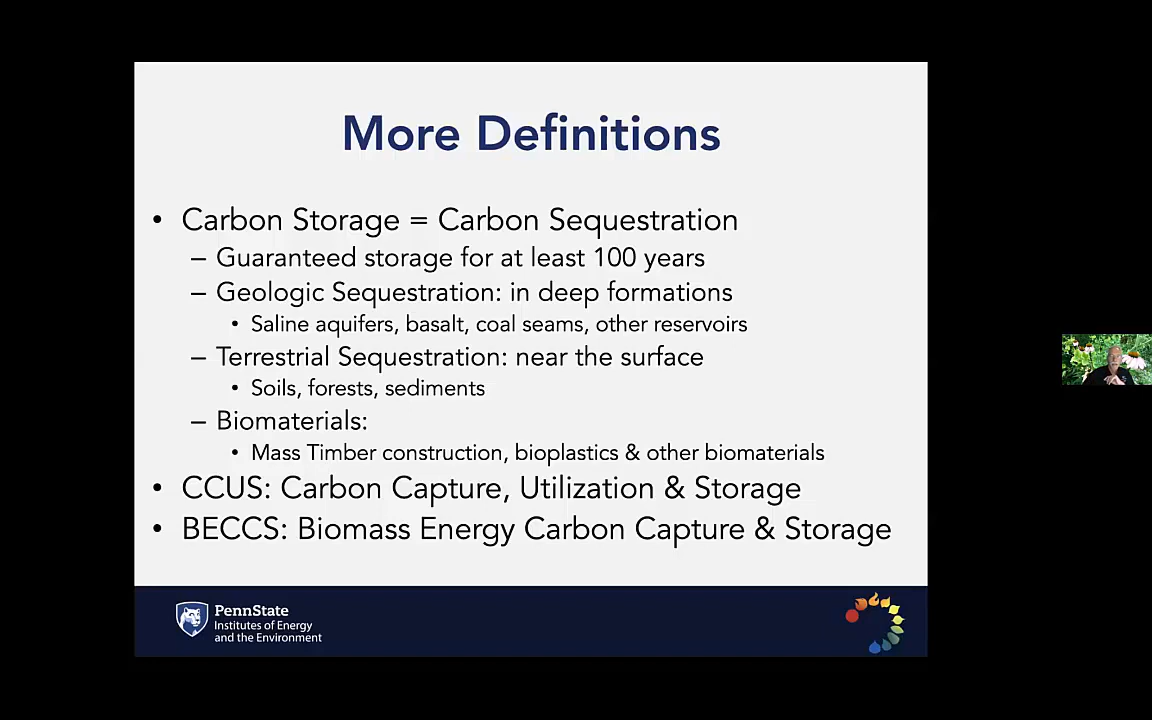 More Definitions
• Carbon Storage = Carbon Sequestration
– Guaranteed storage for at least 100 years
– Geologic Sequestration: in deep formations
• Saline aquifers, basalt, coal seams, other reservoirs
– Terrestrial Sequestration: near the surface
• Soils, forests, sediments
– Biomaterials:
• Mass Timber construction, bioplastics & other biomaterials
• CCUS: Carbon Capture, Utilization & Storage
• BECCS: Biomass Energy Carbon Capture & Storage
PennState
Institutes of Energy
and the Environment